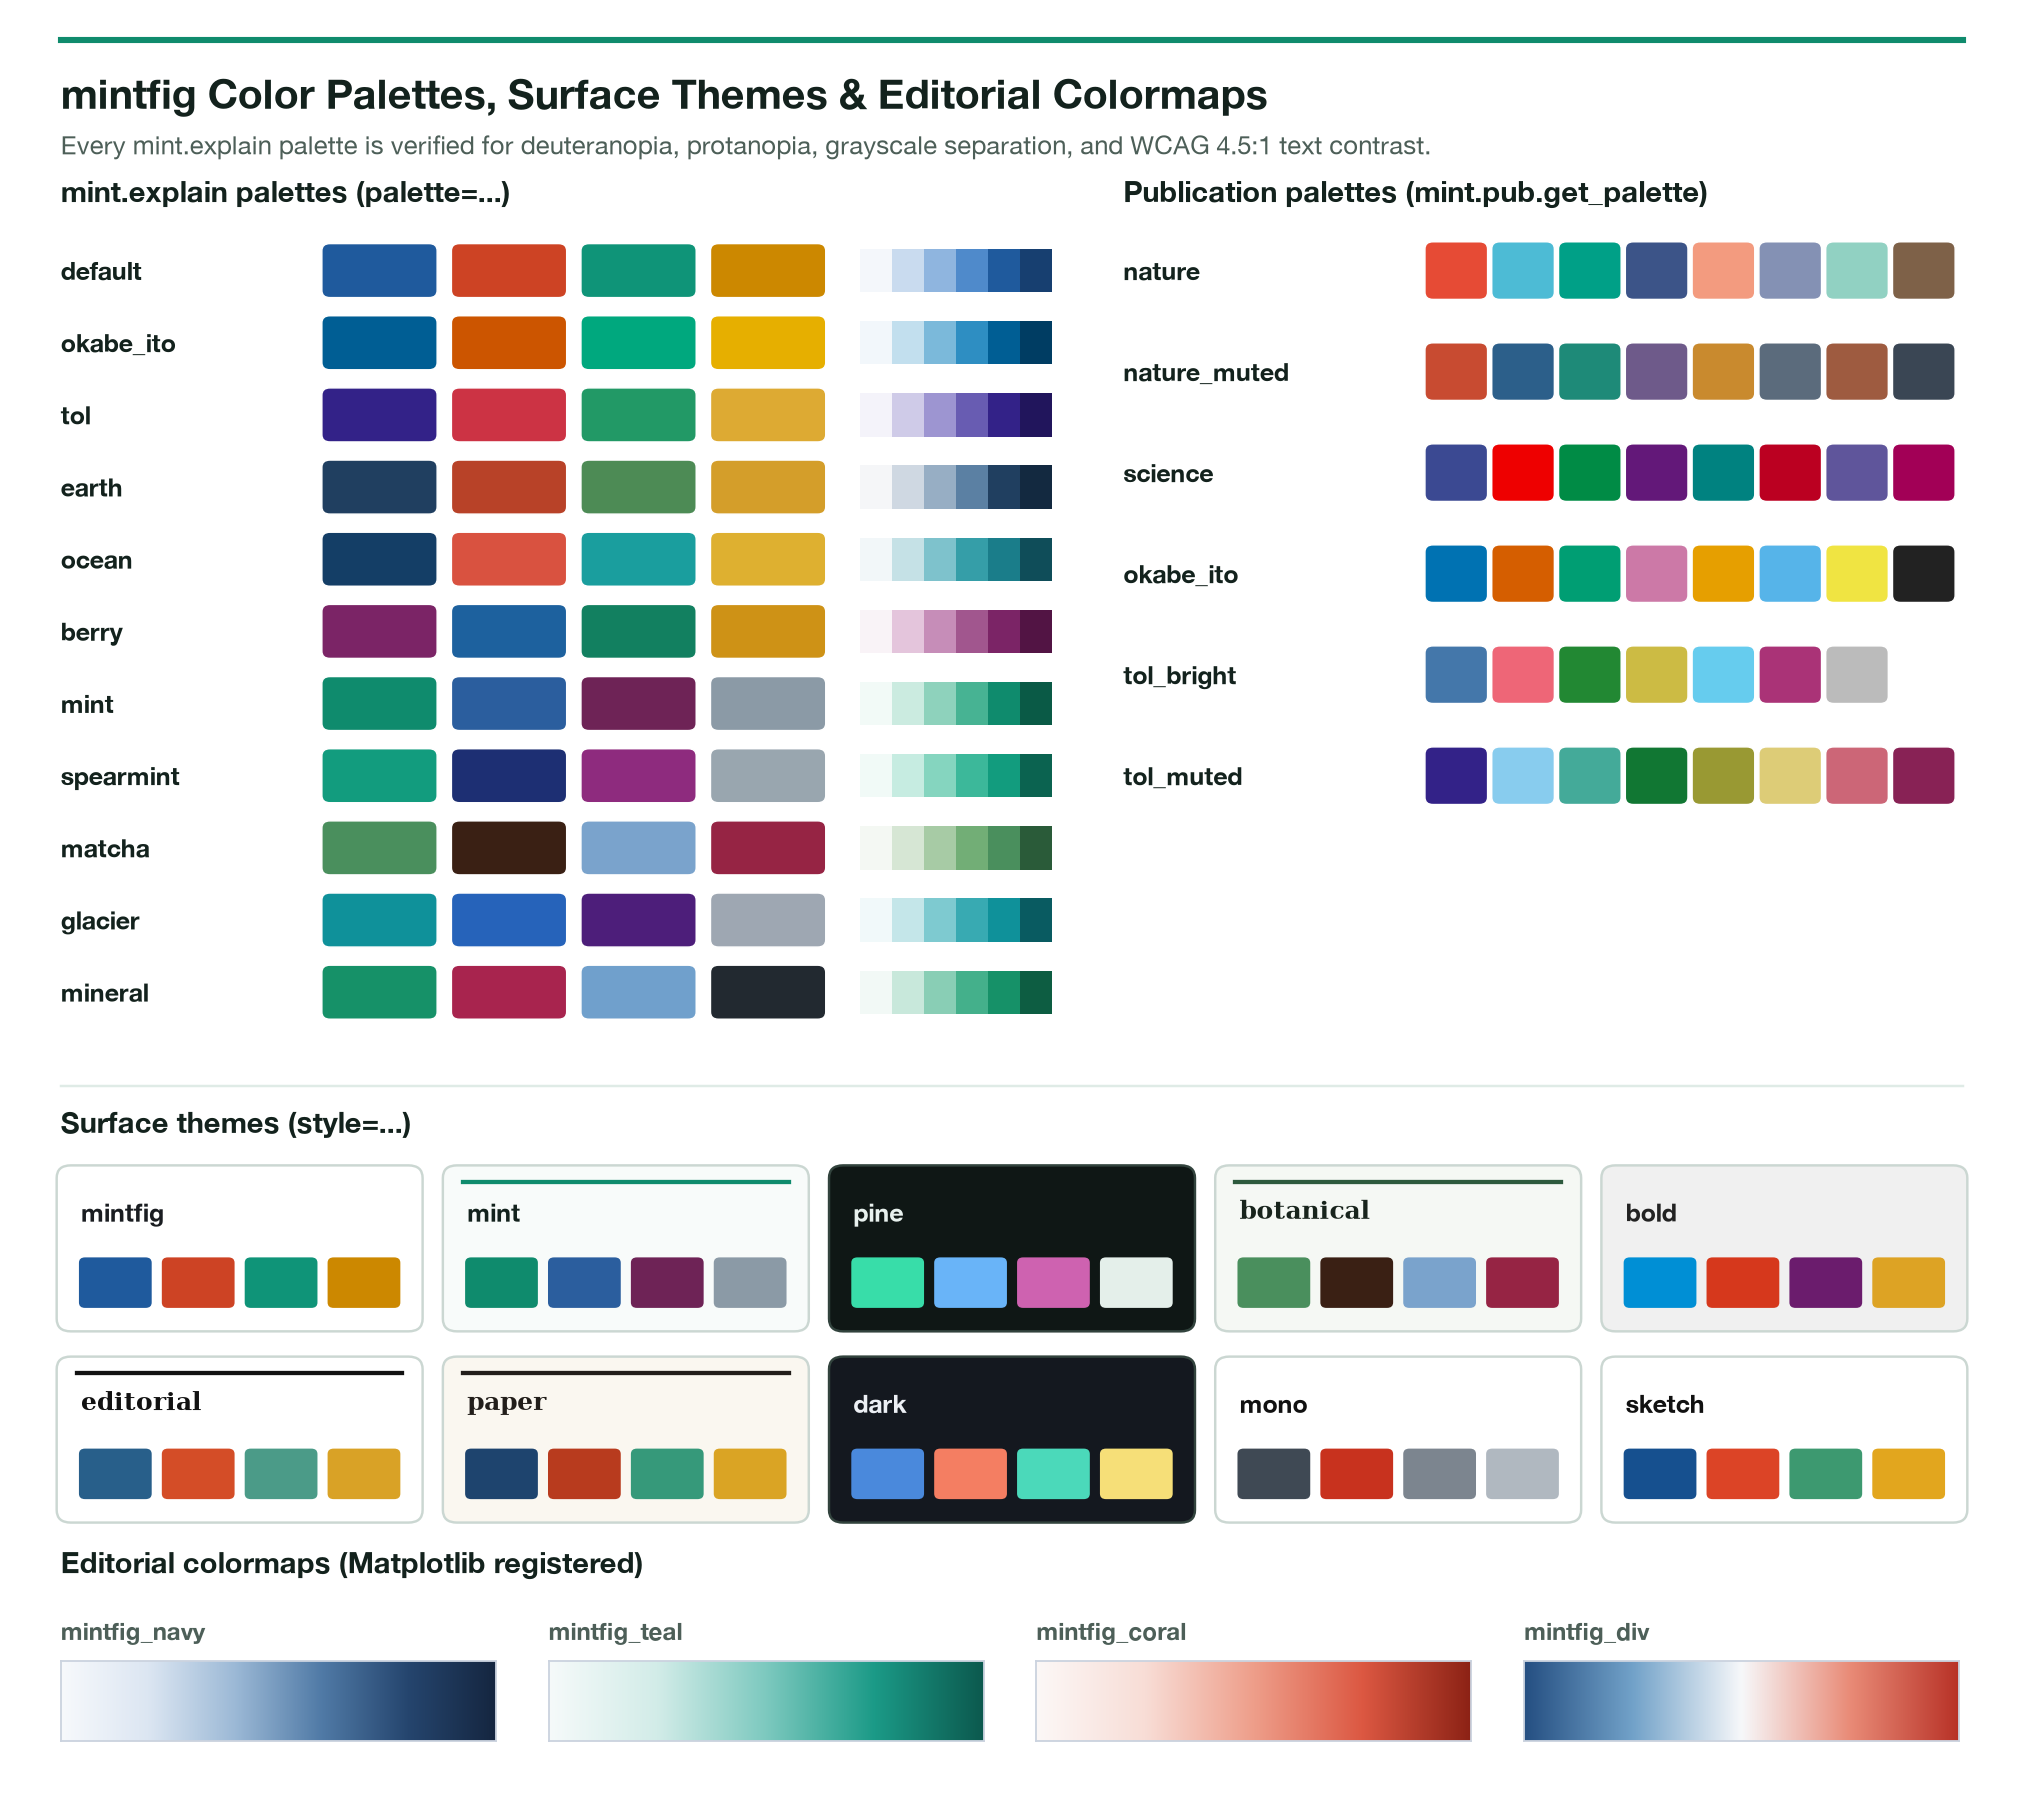 mintfig Color Palettes, Surface Themes & Editorial Colormaps
Every mint.explain palette is verified for deuteranopia, protanopia, grayscale separation, and WCAG 4.5:1 text contrast.
mint.explain palettes (palette=...)
default
okabe_ito
tol
earth
ocean
berry
mint
spearmint
matcha
glacier
mineral
Publication palettes (mint.pub.get_palette)
nature
nature_muted
science
okabe_ito
tol_bright
tol_muted
Surface themes (style=...)
mintfig
mint
pine
botanical
bold
editorial
paper
dark
mono
sketch
Editorial colormaps (Matplotlib registered)
mintfig_navy
mintfig_teal
mintfig_coral
mintfig_div